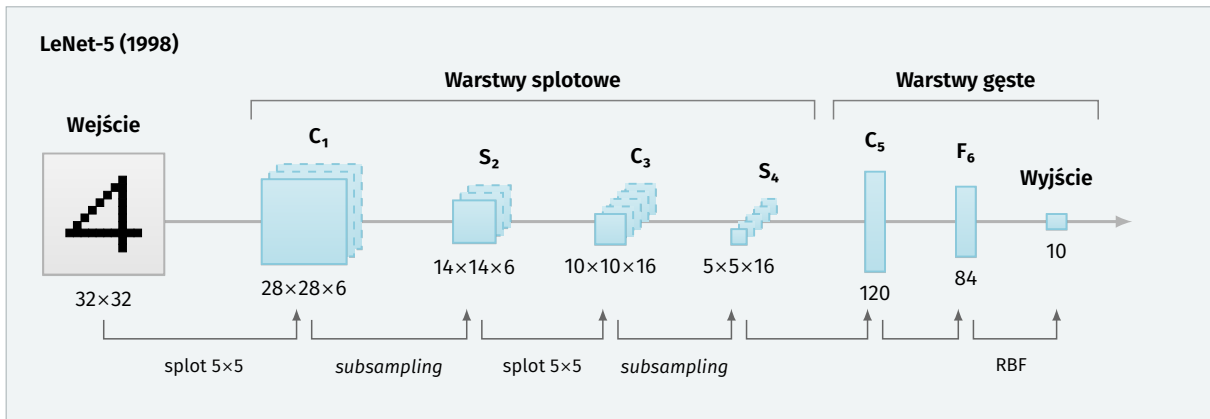 LeNet-5 (1998)
Warstwy splotowe
Warstwy gęste
Wejście
C₁
S₂
C₃
S₄
C₅
F₆
Wyjście
32×32
28×28×6
14×14×6
10×10×16
5×5×16
120
84
10
splot 5×5
subsampling
splot 5×5
subsampling
RBF